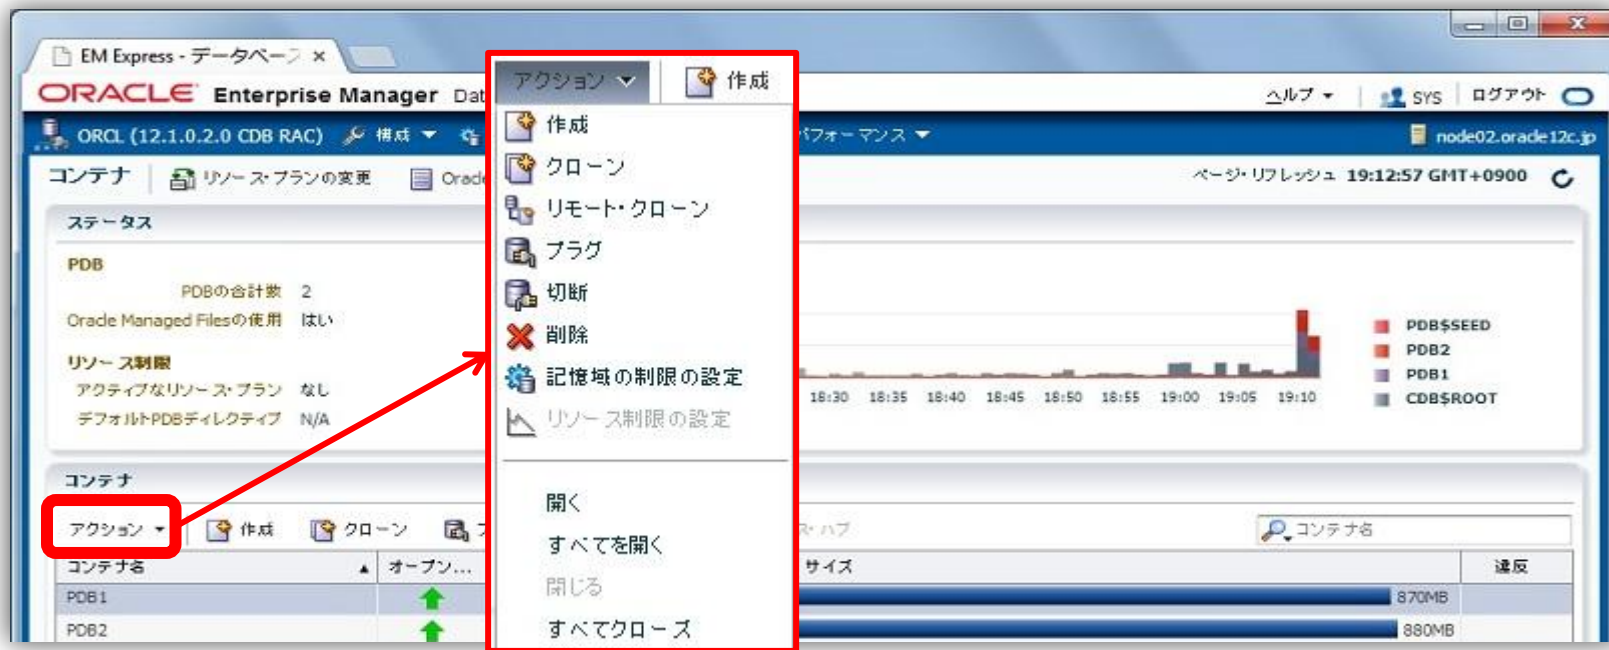 EM Express - データベース ×
ORACLE Enterprise Manager Dat
ヘルプ SYS ログアウト
ORCL (12.1.0.2.0 CDB RAC) 構成 パフォーマンス node02.oracle12c.jp
コンテナ リソース・プランの変更 Oracle ページ・リフレッシュ 19:12:57 GMT+0900
ステータス
PDB
PDBの合計数 2
Oracle Managed Filesの使用 はい
リソース制限
アクティブなリソース・プラン なし
デフォルトPDBディレクティブ N/A
アクション 作成
作成
クローン
リモート・クローン
プラグ
切断
削除
記憶域の制限の設定
リソース制限の設定
開く
すべてを開く
閉じる
すべてクローズ
18:30 18:35 18:40 18:45 18:50 18:55 19:00 19:05 19:10
PDB$SEED
PDB2
PDB1
CDB$ROOT
コンテナ
アクション 作成 クローン ス・ハブ コンテナ名
コンテナ名 オープン... サイズ 違反
PDB1 870MB
PDB2 880MB